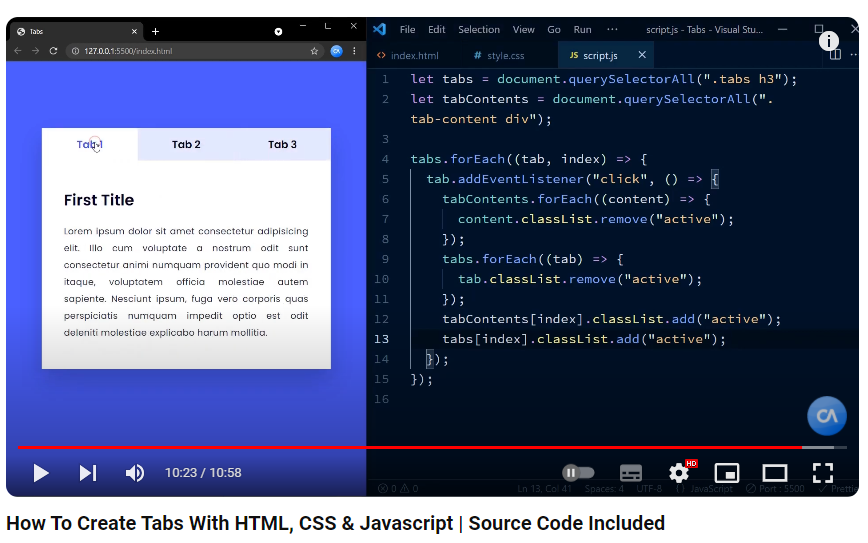 Tabs
127.0.0.1:5500/index.html
File Edit Selection View Go Run ··· script.js - Tabs - Visual Stu...
index.html # style.css JS script.js
Tab 1 Tab 2 Tab 3
First Title
Lorem ipsum dolor sit amet consectetur adipisicing
elit. Illo cum voluptate a nostrum odit sunt
consectetur animi numquam provident quo modi in
itaque, voluptatem officia molestiae autem
sapiente. Nesciunt ipsum, fuga vero corporis quas
perspiciatis numquam impedit optio est odit
deleniti molestiae explicabo harum mollitia.
1 let tabs = document.querySelectorAll(".tabs h3");
2 let tabContents = document.querySelectorAll(".
tab-content div");
3
4 tabs.forEach((tab, index) => {
5 tab.addEventListener("click", () => {
6 tabContents.forEach((content) => {
7 content.classList.remove("active");
8 });
9 tabs.forEach((tab) => {
10 tab.classList.remove("active");
11 });
12 tabContents[index].classList.add("active");
13 tabs[index].classList.add("active");
14 });
15 });
16
CA
10:23 / 10:58
HD
0 0 Ln 13, Col 41 Spaces: 4 UTF-8 {} JavaScript Port : 5500
How To Create Tabs With HTML, CSS & Javascript | Source Code Included